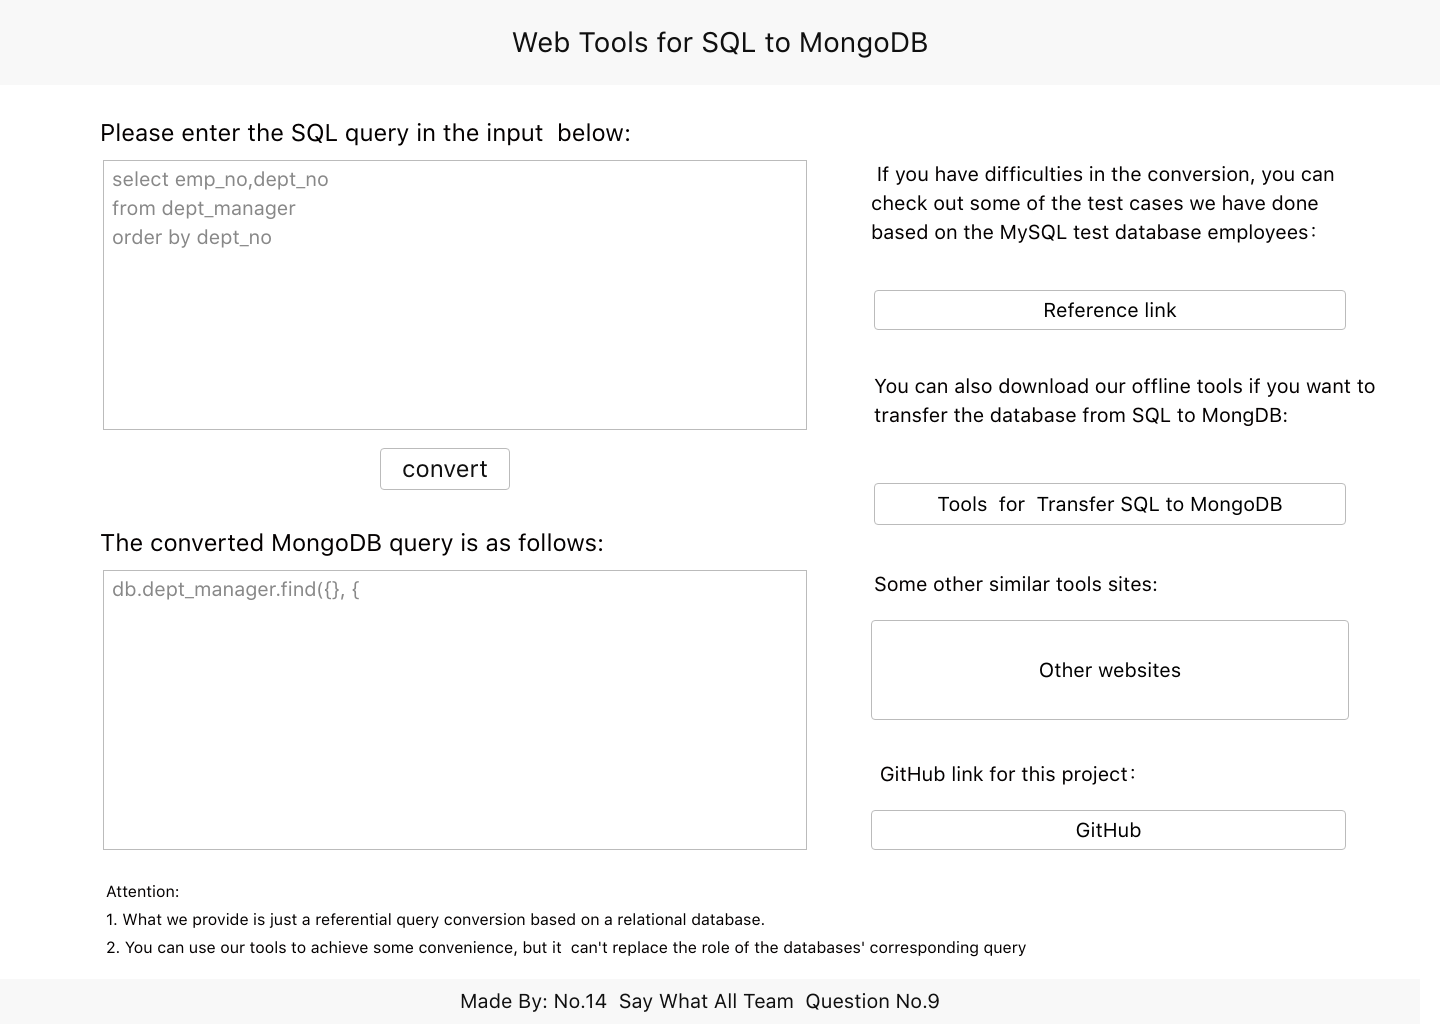 Web Tools for SQL to MongoDB
Please enter the SQL query in the input  below:
select emp_no,dept_no
from dept_manager
order by dept_no
convert
The converted MongoDB query is as follows:
db.dept_manager.find({}, {
If you have difficulties in the conversion, you can
check out some of the test cases we have done
based on the MySQL test database employees：
Reference link
You can also download our offline tools if you want to
transfer the database from SQL to MongDB:
Tools  for  Transfer SQL to MongoDB
Some other similar tools sites:
Other websites
GitHub link for this project：
GitHub
Attention:
1. What we provide is just a referential query conversion based on a relational database.
2. You can use our tools to achieve some convenience, but it  can't replace the role of the databases' corresponding query
Made By: No.14  Say What All Team  Question No.9